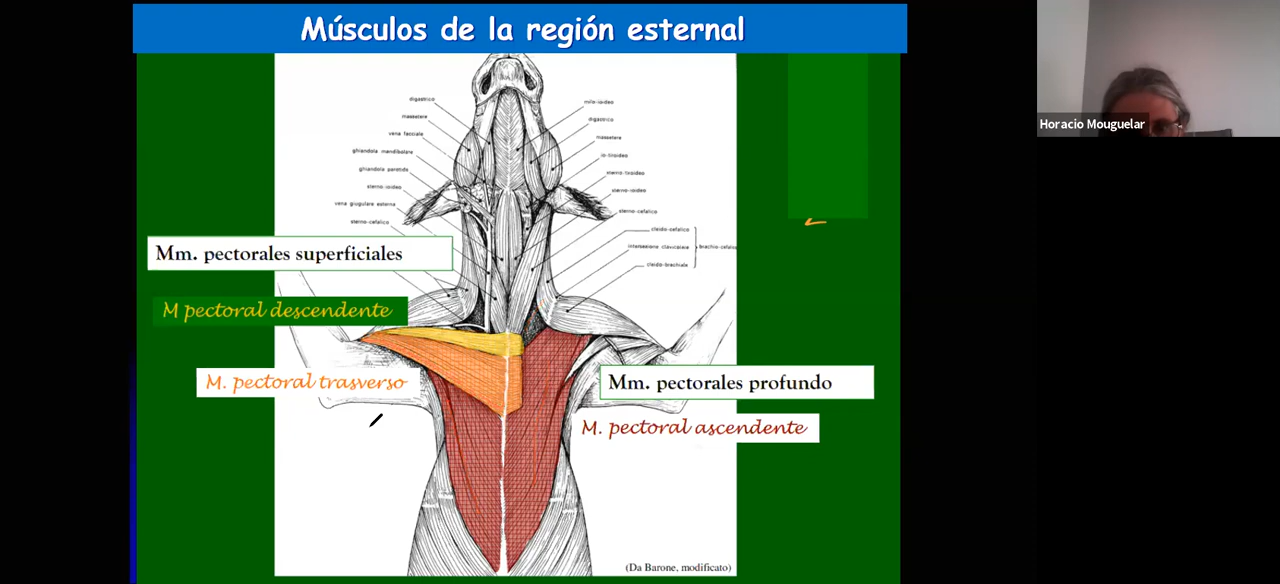 Músculos de la región esternal
Horacio Mouguelar
digastrico
massetere
vena facciale
ghiandola mandibolare
ghiandola parotide
sterno-ioideo
vena giugulare esterna
sterno-cefalico
milo-ioideo
digastrico
massetere
io-tiroideo
sterno-tiroideo
sterno-ioideo
sterno-cefalico
cleido-cefalico
intersezione clavicolare
brachio-cefalico
cleido-brachiale
Mm. pectorales superficiales
M pectoral descendente
M. pectoral trasverso
Mm. pectorales profundo
M. pectoral ascendente
(Da Barone, modificato)